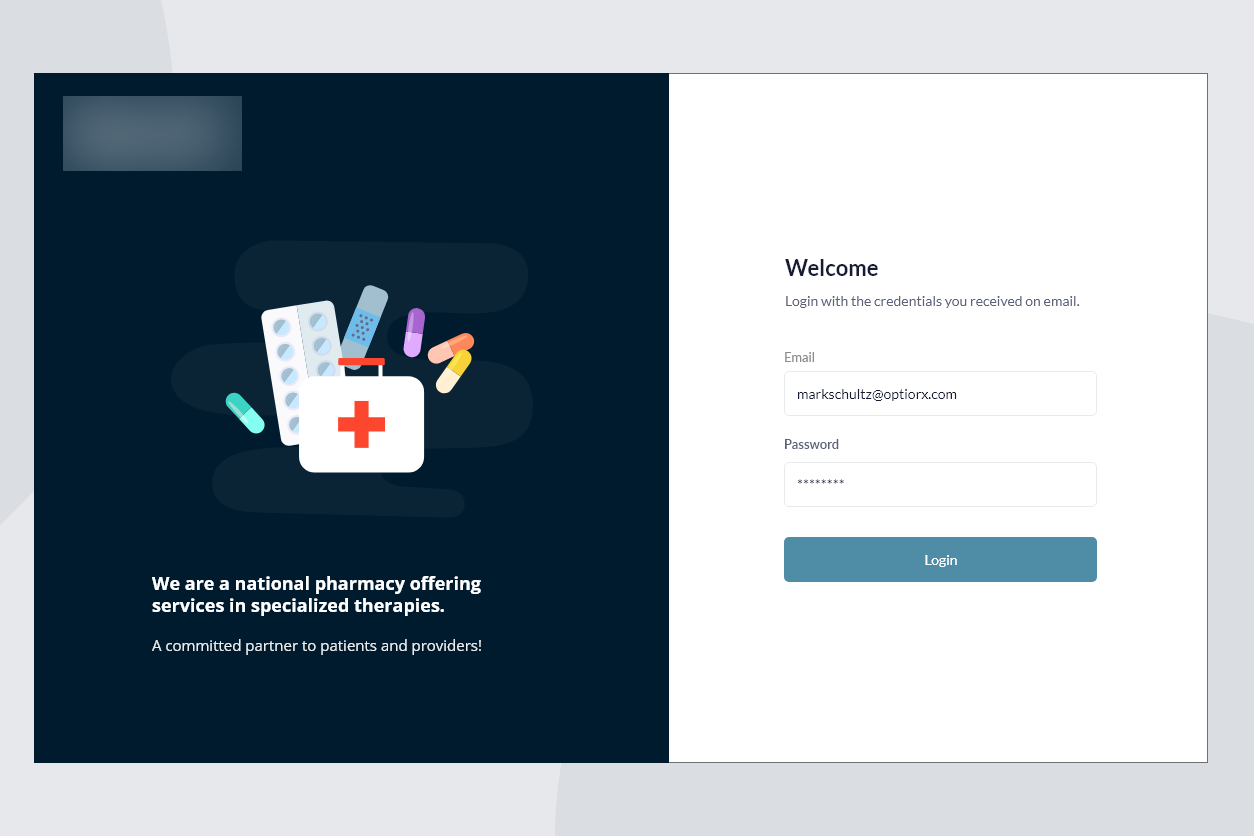 We are a national pharmacy offering
services in specialized therapies.
A committed partner to patients and providers!
Welcome
Login with the credentials you received on email.
Email
markschultz@optiorx.com
Password
********
Login